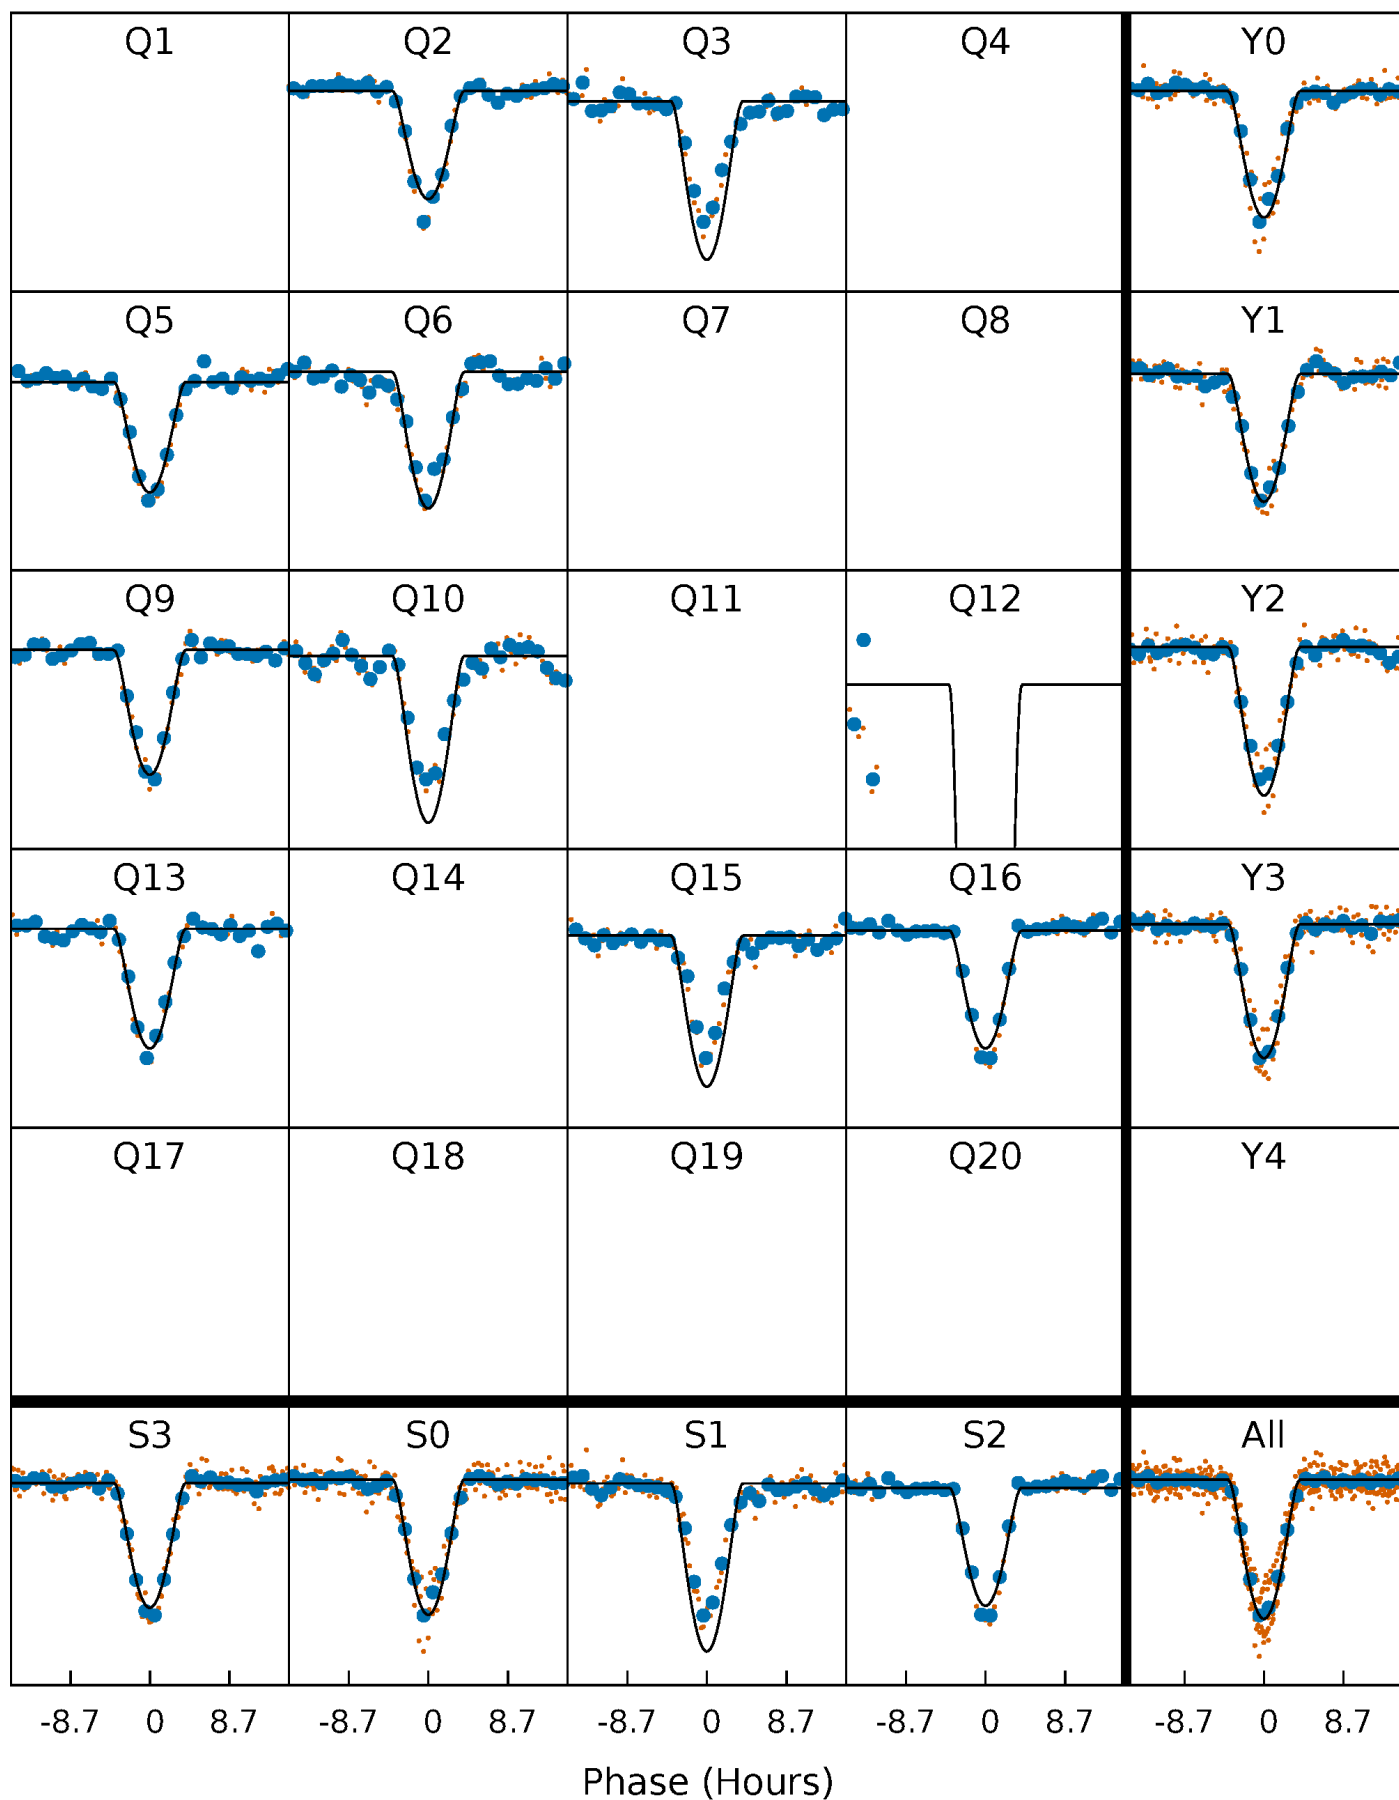 Q1 Q2 Q3 Q4 Y0
Q5 Q6 Q7 Q8 Y1
Q9 Q10 Q11 Q12 Y2
Q13 Q14 Q15 Q16 Y3
Q17 Q18 Q19 Q20 Y4
S3 S0 S1 S2 All
-8.7 0 8.7 -8.7 0 8.7 -8.7 0 8.7 -8.7 0 8.7 -8.7 0 8.7
Phase (Hours)